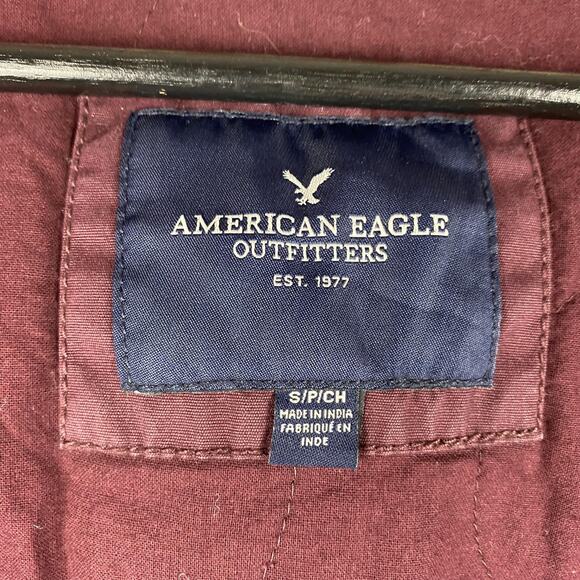 AMERICAN EAGLE
OUTFITTERS
EST. 1977
S/P/CH
MADE IN INDIA
FABRIQUÉ EN
INDE